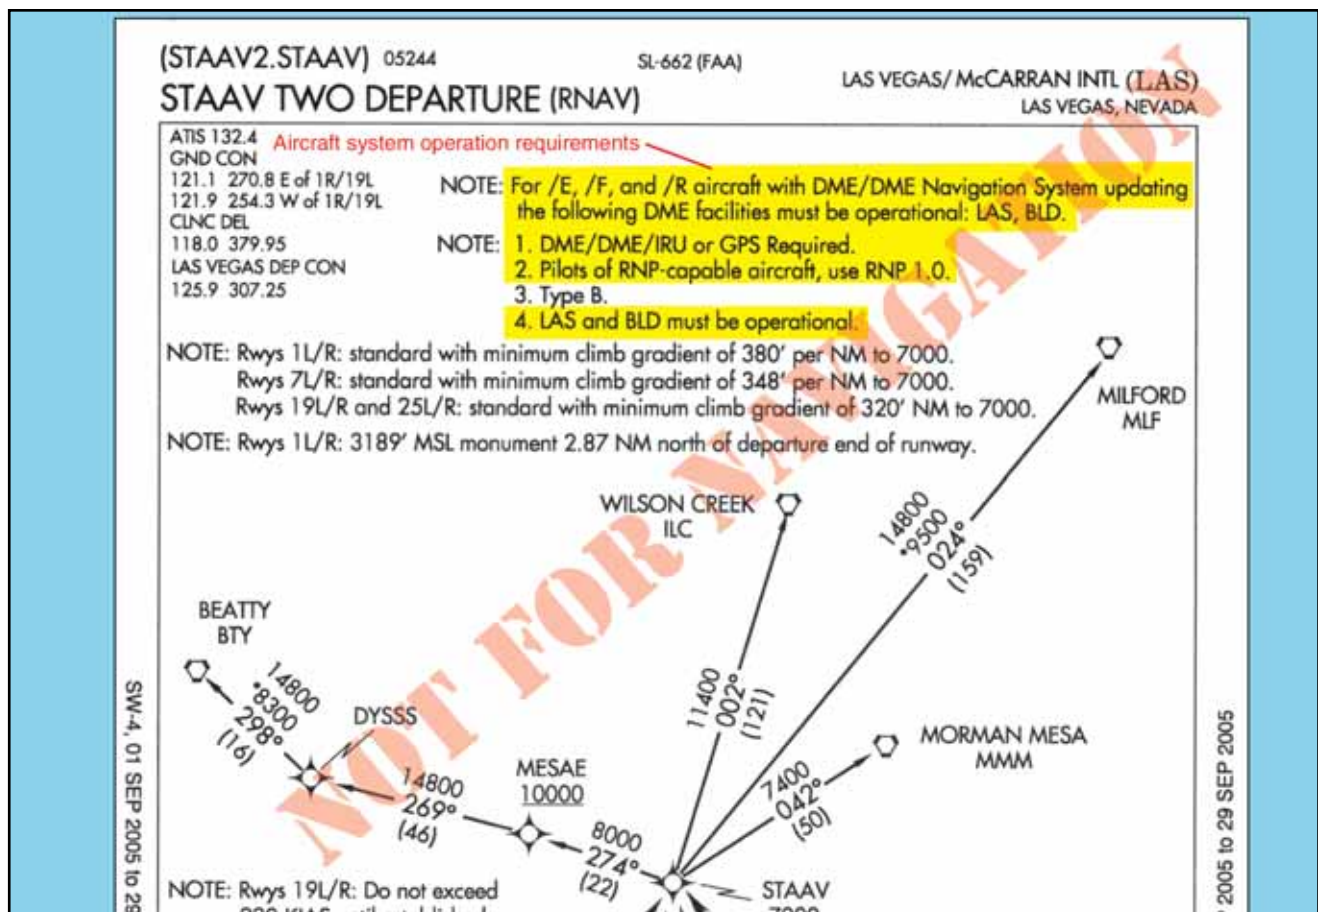 (STAAV2.STAAV) 05244
SL-662 (FAA)
LAS VEGAS/ McCARRAN INTL (LAS)
STAAV TWO DEPARTURE (RNAV)
LAS VEGAS, NEVADA
ATIS 132.4
GND CON
121.1 270.8 E of 1R/19L
121.9 254.3 W of 1R/19L
CLNC DEL
118.0 379.95
LAS VEGAS DEP CON
125.9 307.25
Aircraft system operation requirements
NOTE: For /E, /F, and /R aircraft with DME/DME Navigation System updating
the following DME facilities must be operational: LAS, BLD.
NOTE: 1. DME/DME/IRU or GPS Required.
2. Pilots of RNP-capable aircraft, use RNP 1.0.
3. Type B.
4. LAS and BLD must be operational.
NOTE: Rwys 1L/R: standard with minimum climb gradient of 380' per NM to 7000.
Rwys 7L/R: standard with minimum climb gradient of 348' per NM to 7000.
Rwys 19L/R and 25L/R: standard with minimum climb gradient of 320' NM to 7000.
NOTE: Rwys 1L/R: 3189' MSL monument 2.87 NM north of departure end of runway.
NOT FOR NAVIGATION
MILFORD
MLF
14800
*9500
024°
(159)
WILSON CREEK
ILC
11400
002°
(121)
BEATTY
BTY
14800
*8300
298°
(16)
DYSSS
14800
269°
(46)
MESAE
10000
8000
274°
(22)
MORMAN MESA
MMM
7400
042°
(50)
STAAV
NOTE: Rwys 19L/R: Do not exceed
SW-4, 01 SEP 2005 to 29
2005 to 29 SEP 2005